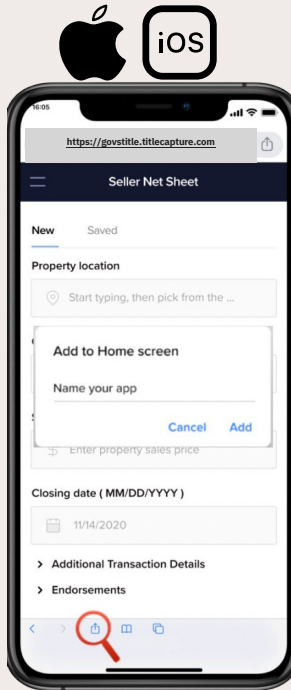 iOS
16:05
https://govstitle.titlecapture.com
Seller Net Sheet
New Saved
Property location
Start typing, then pick from the ...
Add to Home screen
Name your app
Cancel Add
$ Enter property sales price
Closing date ( MM/DD/YYYY )
11/14/2020
> Additional Transaction Details
> Endorsements